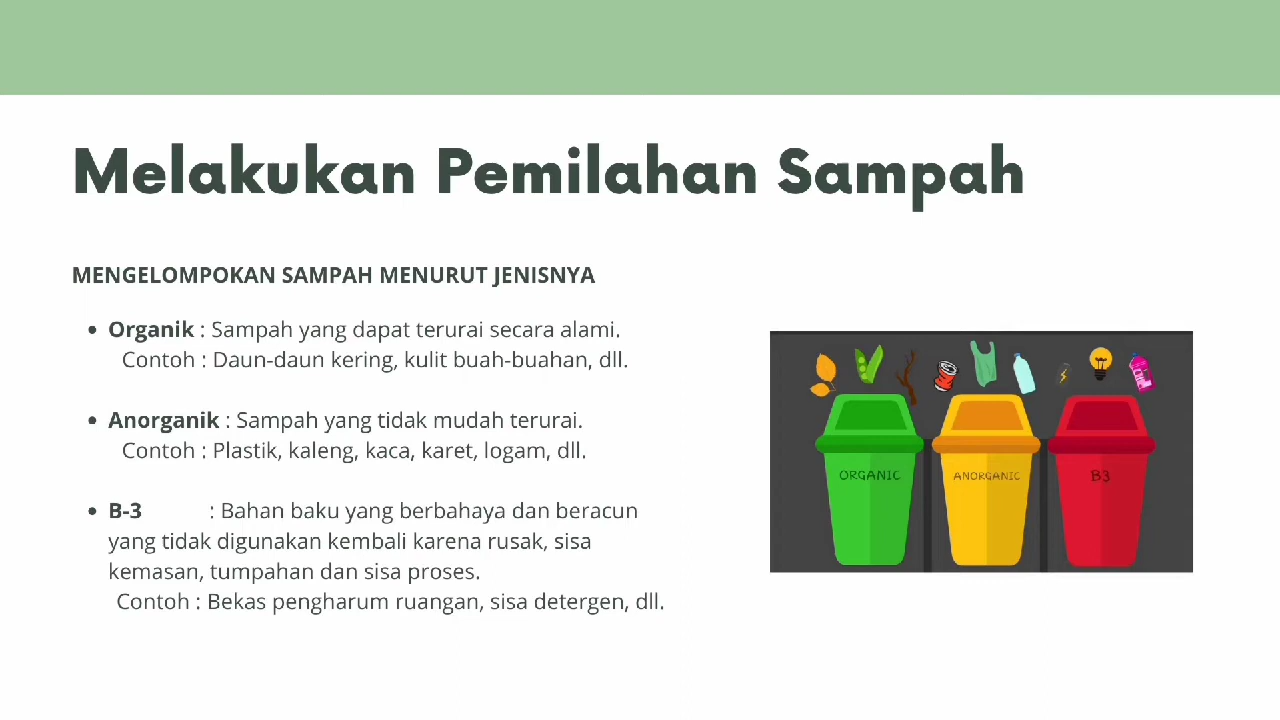 Melakukan Pemilahan Sampah
MENGELOMPOKAN SAMPAH MENURUT JENISNYA
• Organik : Sampah yang dapat terurai secara alami.
Contoh : Daun-daun kering, kulit buah-buahan, dll.
• Anorganik : Sampah yang tidak mudah terurai.
Contoh : Plastik, kaleng, kaca, karet, logam, dll.
• B-3 : Bahan baku yang berbahaya dan beracun
yang tidak digunakan kembali karena rusak, sisa
kemasan, tumpahan dan sisa proses.
Contoh : Bekas pengharum ruangan, sisa detergen, dll.
ORGANIC
ANORGANIC
B3